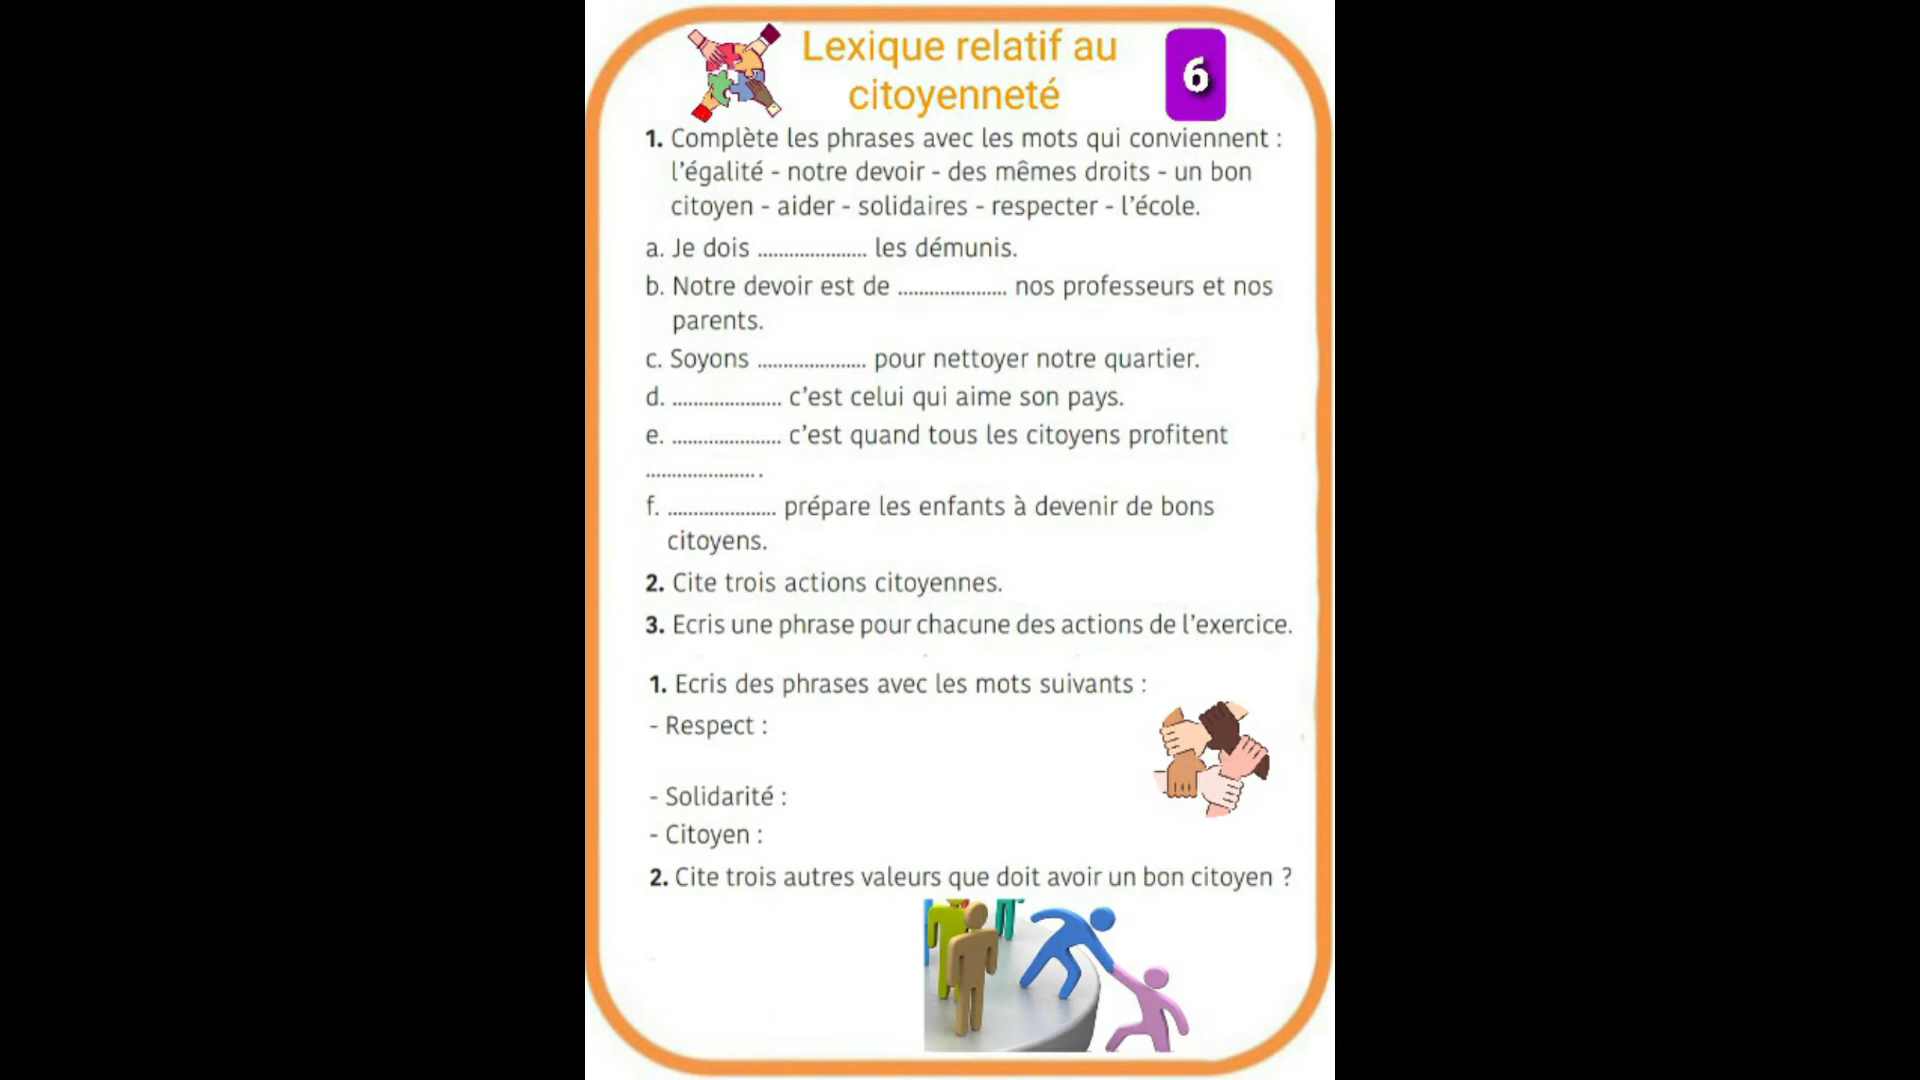 Lexique relatif au
citoyenneté
6
1. Complète les phrases avec les mots qui conviennent :
l'égalité - notre devoir - des mêmes droits - un bon
citoyen - aider - solidaires - respecter - l'école.
a. Je dois ..................... les démunis.
b. Notre devoir est de ..................... nos professeurs et nos
parents.
c. Soyons ..................... pour nettoyer notre quartier.
d. ..................... c'est celui qui aime son pays.
e. ..................... c'est quand tous les citoyens profitent
..................... .
f. ..................... prépare les enfants à devenir de bons
citoyens.
2. Cite trois actions citoyennes.
3. Ecris une phrase pour chacune des actions de l'exercice.
1. Ecris des phrases avec les mots suivants :
- Respect :
- Solidarité :
- Citoyen :
2. Cite trois autres valeurs que doit avoir un bon citoyen ?